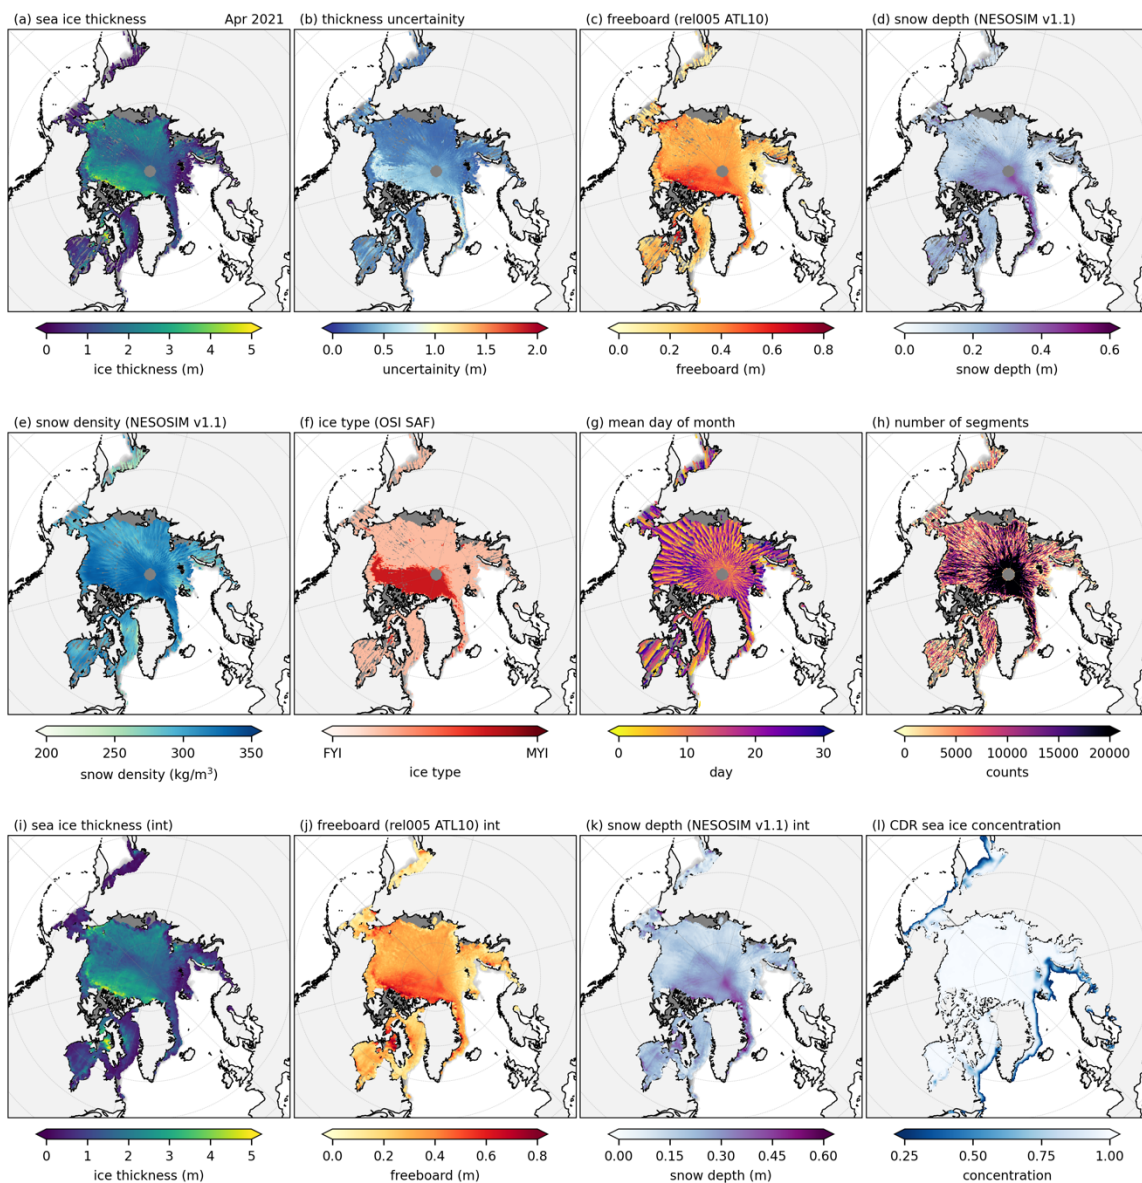 (a) sea ice thickness Apr 2021
(b) thickness uncertainty
(c) freeboard (rel005 ATL10)
(d) snow depth (NESOSIM v1.1)
0 1 2 3 4 5
ice thickness (m)
0.0 0.5 1.0 1.5 2.0
uncertainity (m)
0.0 0.2 0.4 0.6 0.8
freeboard (m)
0.0 0.2 0.4 0.6
snow depth (m)
(e) snow density (NESOSIM v1.1)
(f) ice type (OSI SAF)
(g) mean day of month
(h) number of segments
200 250 300 350
snow density (kg/m³)
FYI MYI
ice type
0 10 20 30
day
0 5000 10000 15000 20000
counts
(i) sea ice thickness (int)
(j) freeboard (rel005 ATL10) int
(k) snow depth (NESOSIM v1.1) int
(l) CDR sea ice concentration
0 1 2 3 4 5
ice thickness (m)
0.0 0.2 0.4 0.6 0.8
freeboard (m)
0.00 0.15 0.30 0.45 0.60
snow depth (m)
0.25 0.50 0.75 1.00
concentration